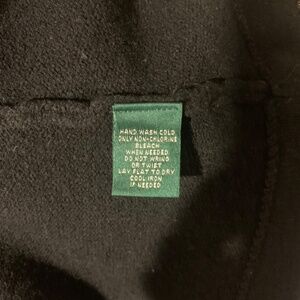 HAND WASH COLD
ONLY NON-CHLORINE
BLEACH
WHEN NEEDED
DO NOT WRING
OR TWIST
LAY FLAT TO DRY
COOL IRON
IF NEEDED